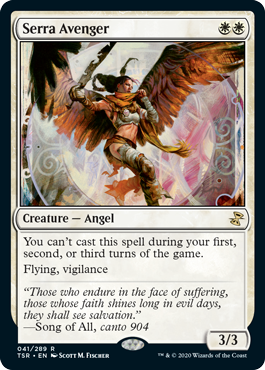 Serra Avenger
Creature — Angel
You can't cast this spell during your first,
second, or third turns of the game.
Flying, vigilance
"Those who endure in the face of suffering,
those whose faith shines long in evil days,
they shall see salvation."
—Song of All, canto 904
3/3
041/289 R
TSR • EN Scott M. Fischer
™ & © 2020 Wizards of the Coast